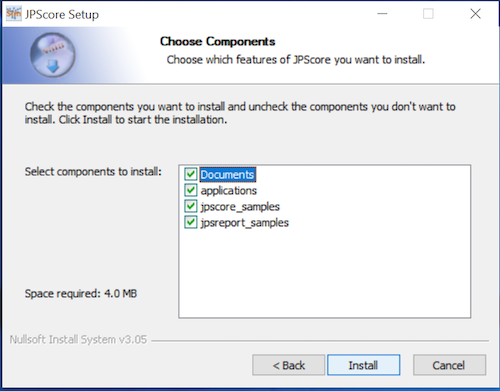 JPScore Setup
Choose Components
Choose which features of JPScore you want to install.
Check the components you want to install and uncheck the components you don't want to
install. Click Install to start the installation.
Select components to install:
Documents
applications
jpscore_samples
jpsreport_samples
Space required: 4.0 MB
Nullsoft Install System v3.05
< Back
Install
Cancel